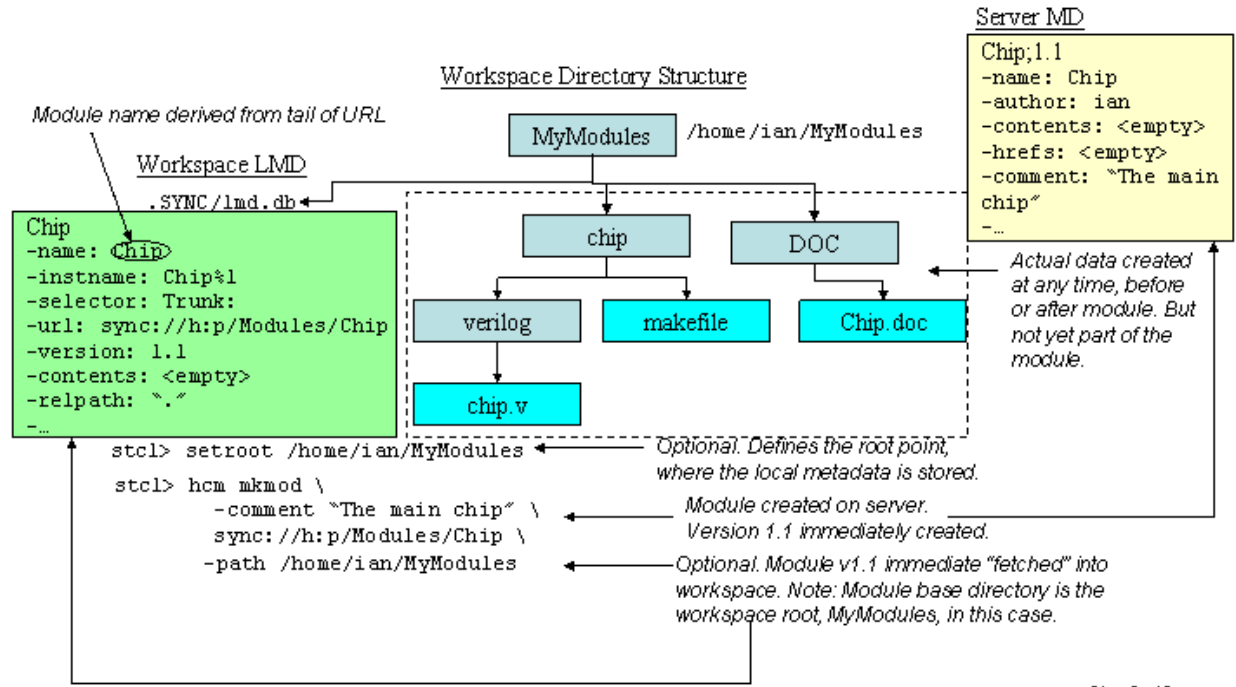 Server MD
Chip;1.1
-name: Chip
-author: ian
-contents: <empty>
-hrefs: <empty>
-comment: “The main
chip”
-…
Workspace Directory Structure
Module name derived from tail of URL
MyModules
/home/ian/MyModules
Workspace LMD
.SYNC/lmd.db
Chip
-name: Chip
-instname: Chip%1
-selector: Trunk:
-url: sync://h:p/Modules/Chip
-version: 1.1
-contents: <empty>
-relpath: “.”
-…
chip
DOC
verilog
makefile
Chip.doc
chip.v
Actual data created
at any time, before
or after module. But
not yet part of the
module.
stcl> setroot /home/ian/MyModules
Optional. Defines the root point,
where the local metadata is stored.
stcl> hcm mkmod \
-comment “The main chip” \
sync://h:p/Modules/Chip \
-path /home/ian/MyModules
Module created on server.
Version 1.1 immediately created.
Optional. Module v1.1 immediate “fetched” into
workspace. Note: Module base directory is the
workspace root, MyModules, in this case.